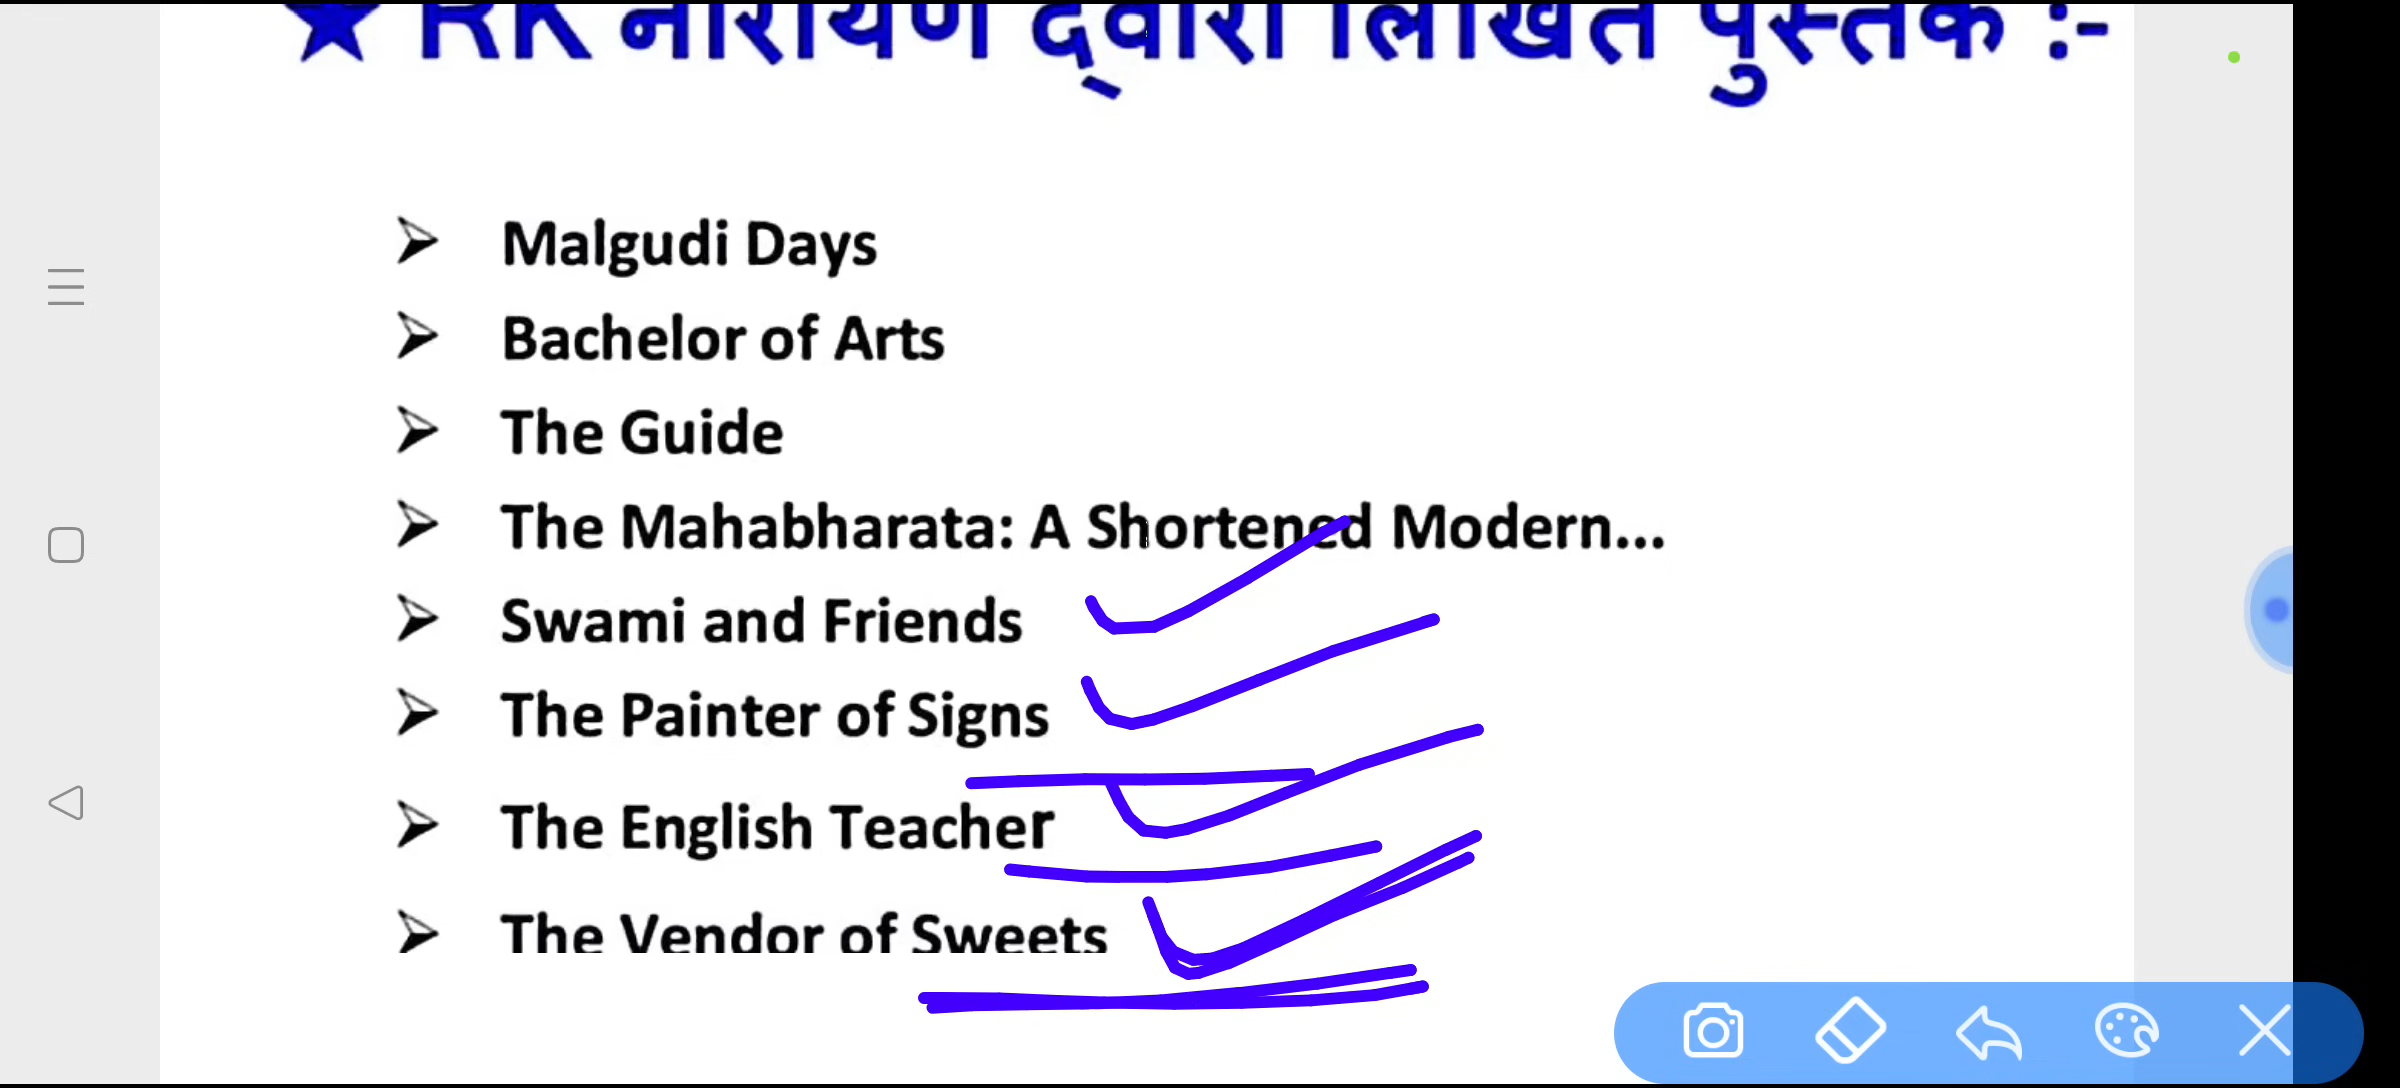 ★ RK नारायण द्वारा लिखित पुस्तक :-
➢ Malgudi Days
➢ Bachelor of Arts
➢ The Guide
➢ The Mahabharata: A Shortened Modern...
➢ Swami and Friends
➢ The Painter of Signs
➢ The English Teacher
➢ The Vendor of Sweets